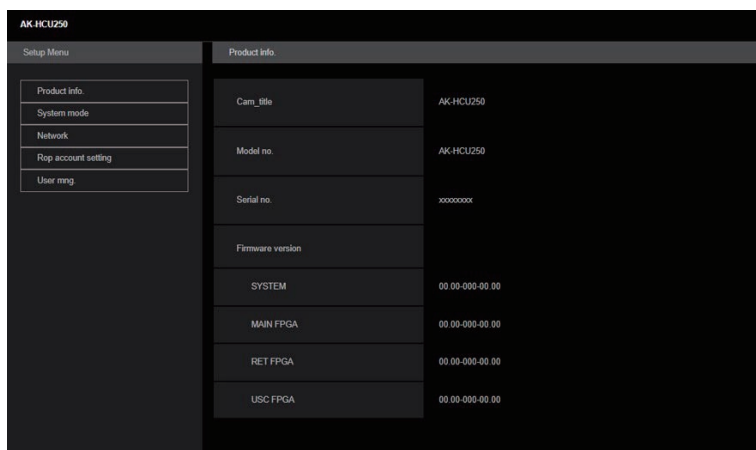 AK-HCU250
Setup Menu
Product info.
System mode
Network
Rop account setting
User mng.
Product info.
Cam_title AK-HCU250
Model no. AK-HCU250
Serial no. xxxxxxxx
Firmware version
SYSTEM 00.00-000-00.00
MAIN FPGA 00.00-000-00.00
RET FPGA 00.00-000-00.00
USC FPGA 00.00-000-00.00